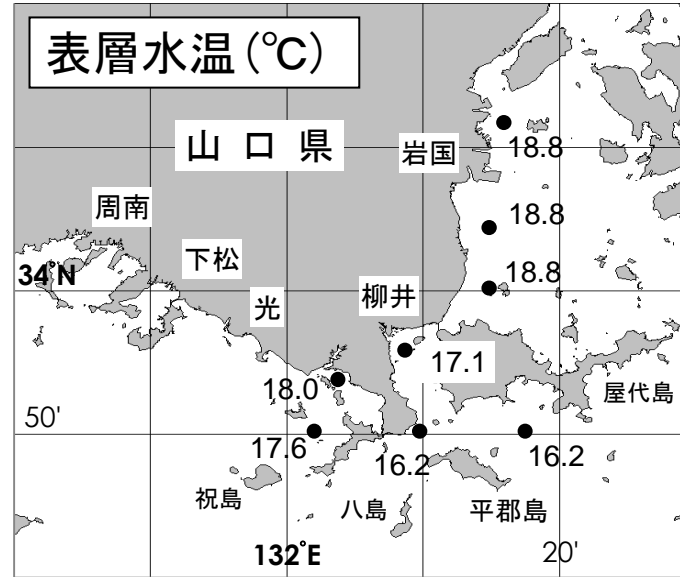 表層水温(℃)
山口県
岩国
18.8
周南
18.8
下松
34°N
18.8
柳井
光
17.1
18.0
屋代島
50'
17.6
16.2
16.2
祝島
八島
平郡島
132°E
20'